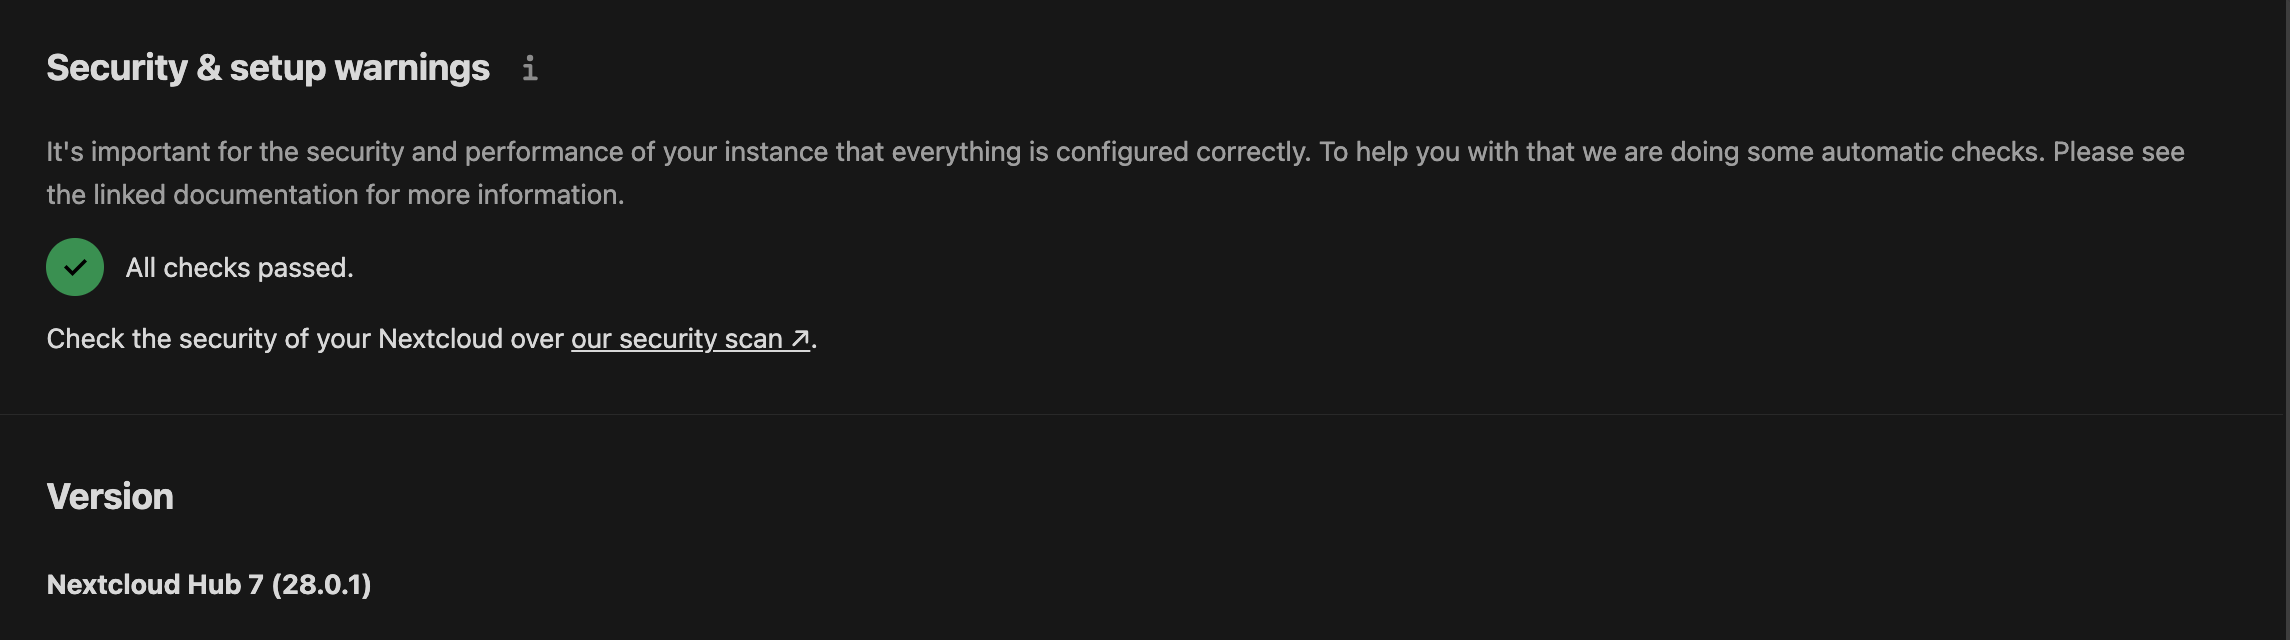 Security & setup warnings i
It's important for the security and performance of your instance that everything is configured correctly. To help you with that we are doing some automatic checks. Please see
the linked documentation for more information.
All checks passed.
Check the security of your Nextcloud over our security scan ↗.
Version
Nextcloud Hub 7 (28.0.1)